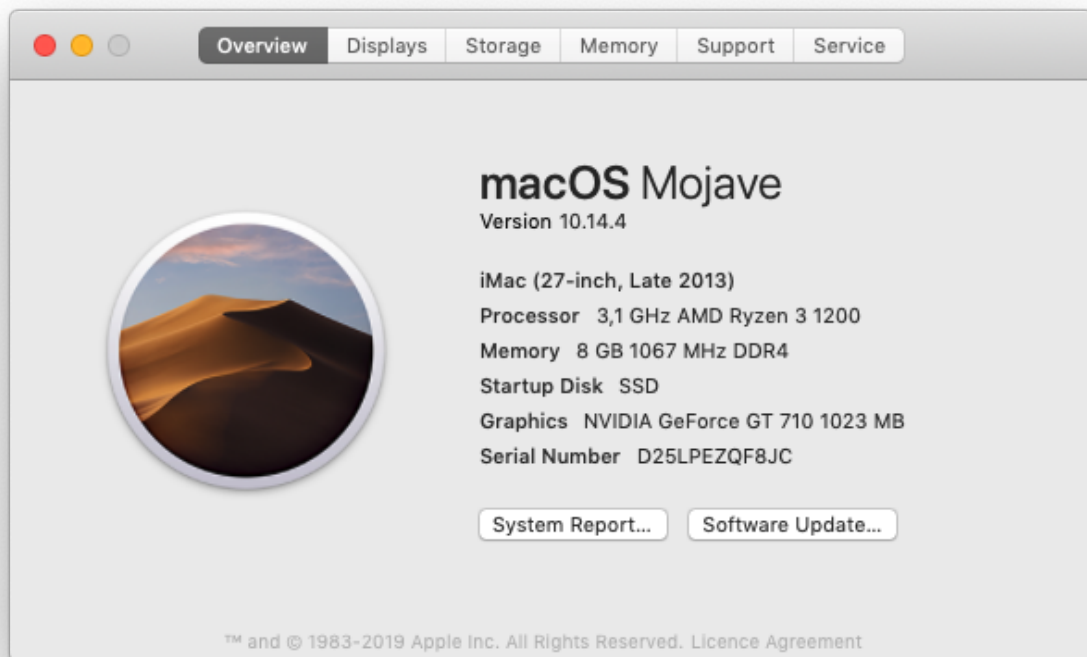 Overview Displays Storage Memory Support Service
macOS Mojave
Version 10.14.4
iMac (27-inch, Late 2013)
Processor 3,1 GHz AMD Ryzen 3 1200
Memory 8 GB 1067 MHz DDR4
Startup Disk SSD
Graphics NVIDIA GeForce GT 710 1023 MB
Serial Number D25LPEZQF8JC
System Report... Software Update...
™ and © 1983-2019 Apple Inc. All Rights Reserved. Licence Agreement